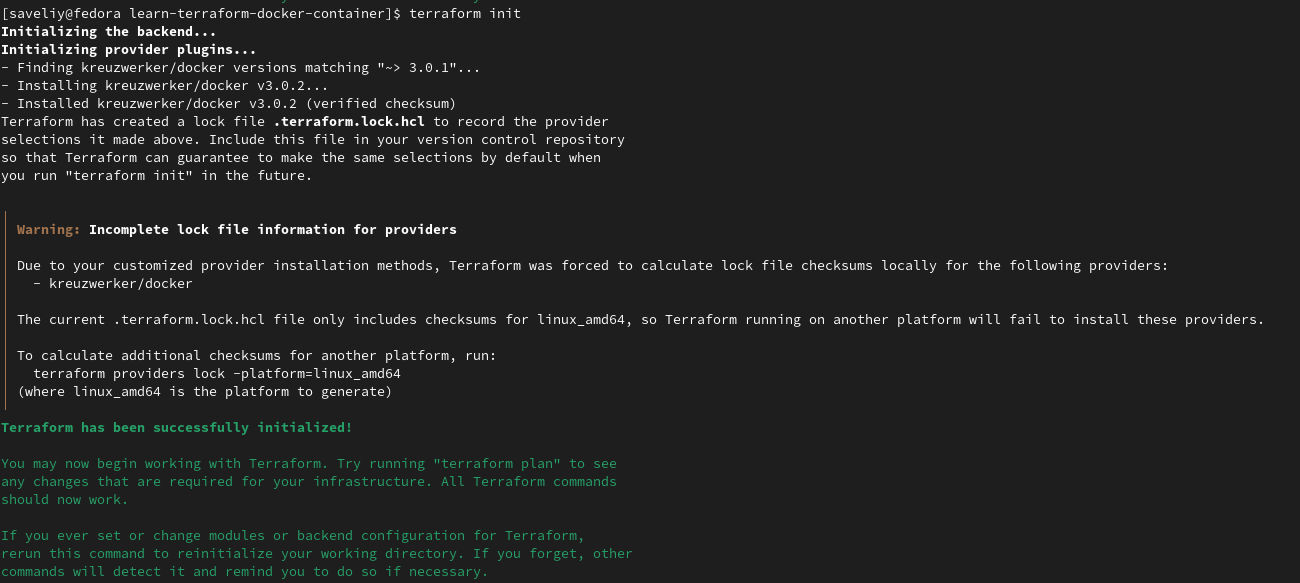 [saveliy@fedora learn-terraform-docker-container]$ terraform init
Initializing the backend...
Initializing provider plugins...
- Finding kreuzwerker/docker versions matching "~> 3.0.1"...
- Installing kreuzwerker/docker v3.0.2...
- Installed kreuzwerker/docker v3.0.2 (verified checksum)
Terraform has created a lock file .terraform.lock.hcl to record the provider
selections it made above. Include this file in your version control repository
so that Terraform can guarantee to make the same selections by default when
you run "terraform init" in the future.
Warning: Incomplete lock file information for providers
Due to your customized provider installation methods, Terraform was forced to calculate lock file checksums locally for the following providers:
- kreuzwerker/docker
The current .terraform.lock.hcl file only includes checksums for linux_amd64, so Terraform running on another platform will fail to install these providers.
To calculate additional checksums for another platform, run:
terraform providers lock -platform=linux_amd64
(where linux_amd64 is the platform to generate)
Terraform has been successfully initialized!
You may now begin working with Terraform. Try running "terraform plan" to see
any changes that are required for your infrastructure. All Terraform commands
should now work.
If you ever set or change modules or backend configuration for Terraform,
rerun this command to reinitialize your working directory. If you forget, other
commands will detect it and remind you to do so if necessary.